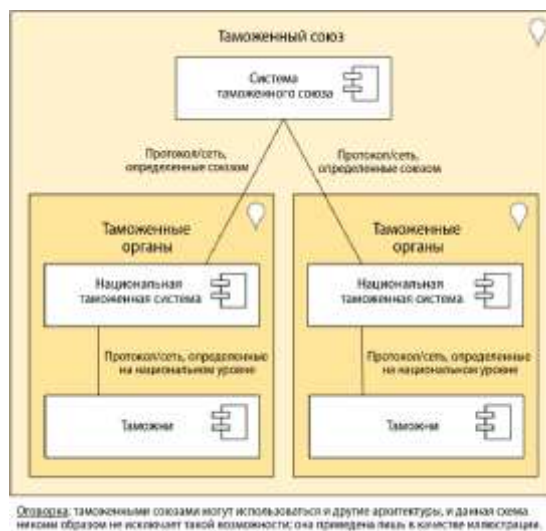 Таможенный союз
Система
таможенного союза
Протокол/сеть,
определенные союзом
Протокол/сеть,
определенные союзом
Таможенные
органы
Национальная
таможенная система
Протокол/сеть, определенные
на национальном уровне
Таможни
Таможенные
органы
Национальная
таможенная система
Протокол/сеть, определенные
на национальном уровне
Таможни
Оговорка: таможенными союзами могут использоваться и другие архитектуры, и данная схема
никоим образом не исключает такой возможности; она приведена лишь в качестве иллюстрации